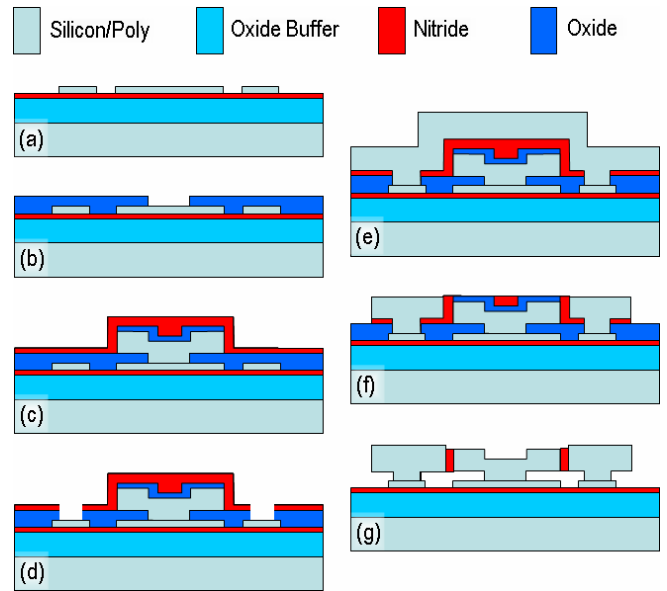 Silicon/Poly
Oxide Buffer
Nitride
Oxide
(a)
(b)
(c)
(d)
(e)
(f)
(g)